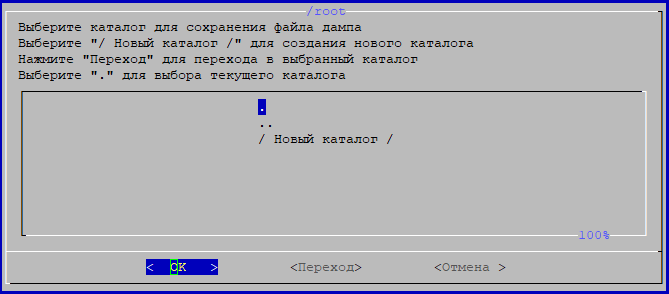 /root
Выберите каталог для сохранения файла дампа
Выберите "/ Новый каталог /" для создания нового каталога
Нажмите "Переход" для перехода в выбранный каталог
Выберите "." для выбора текущего каталога
.
..
/ Новый каталог /
100%
< OK > <Переход> <Отмена >